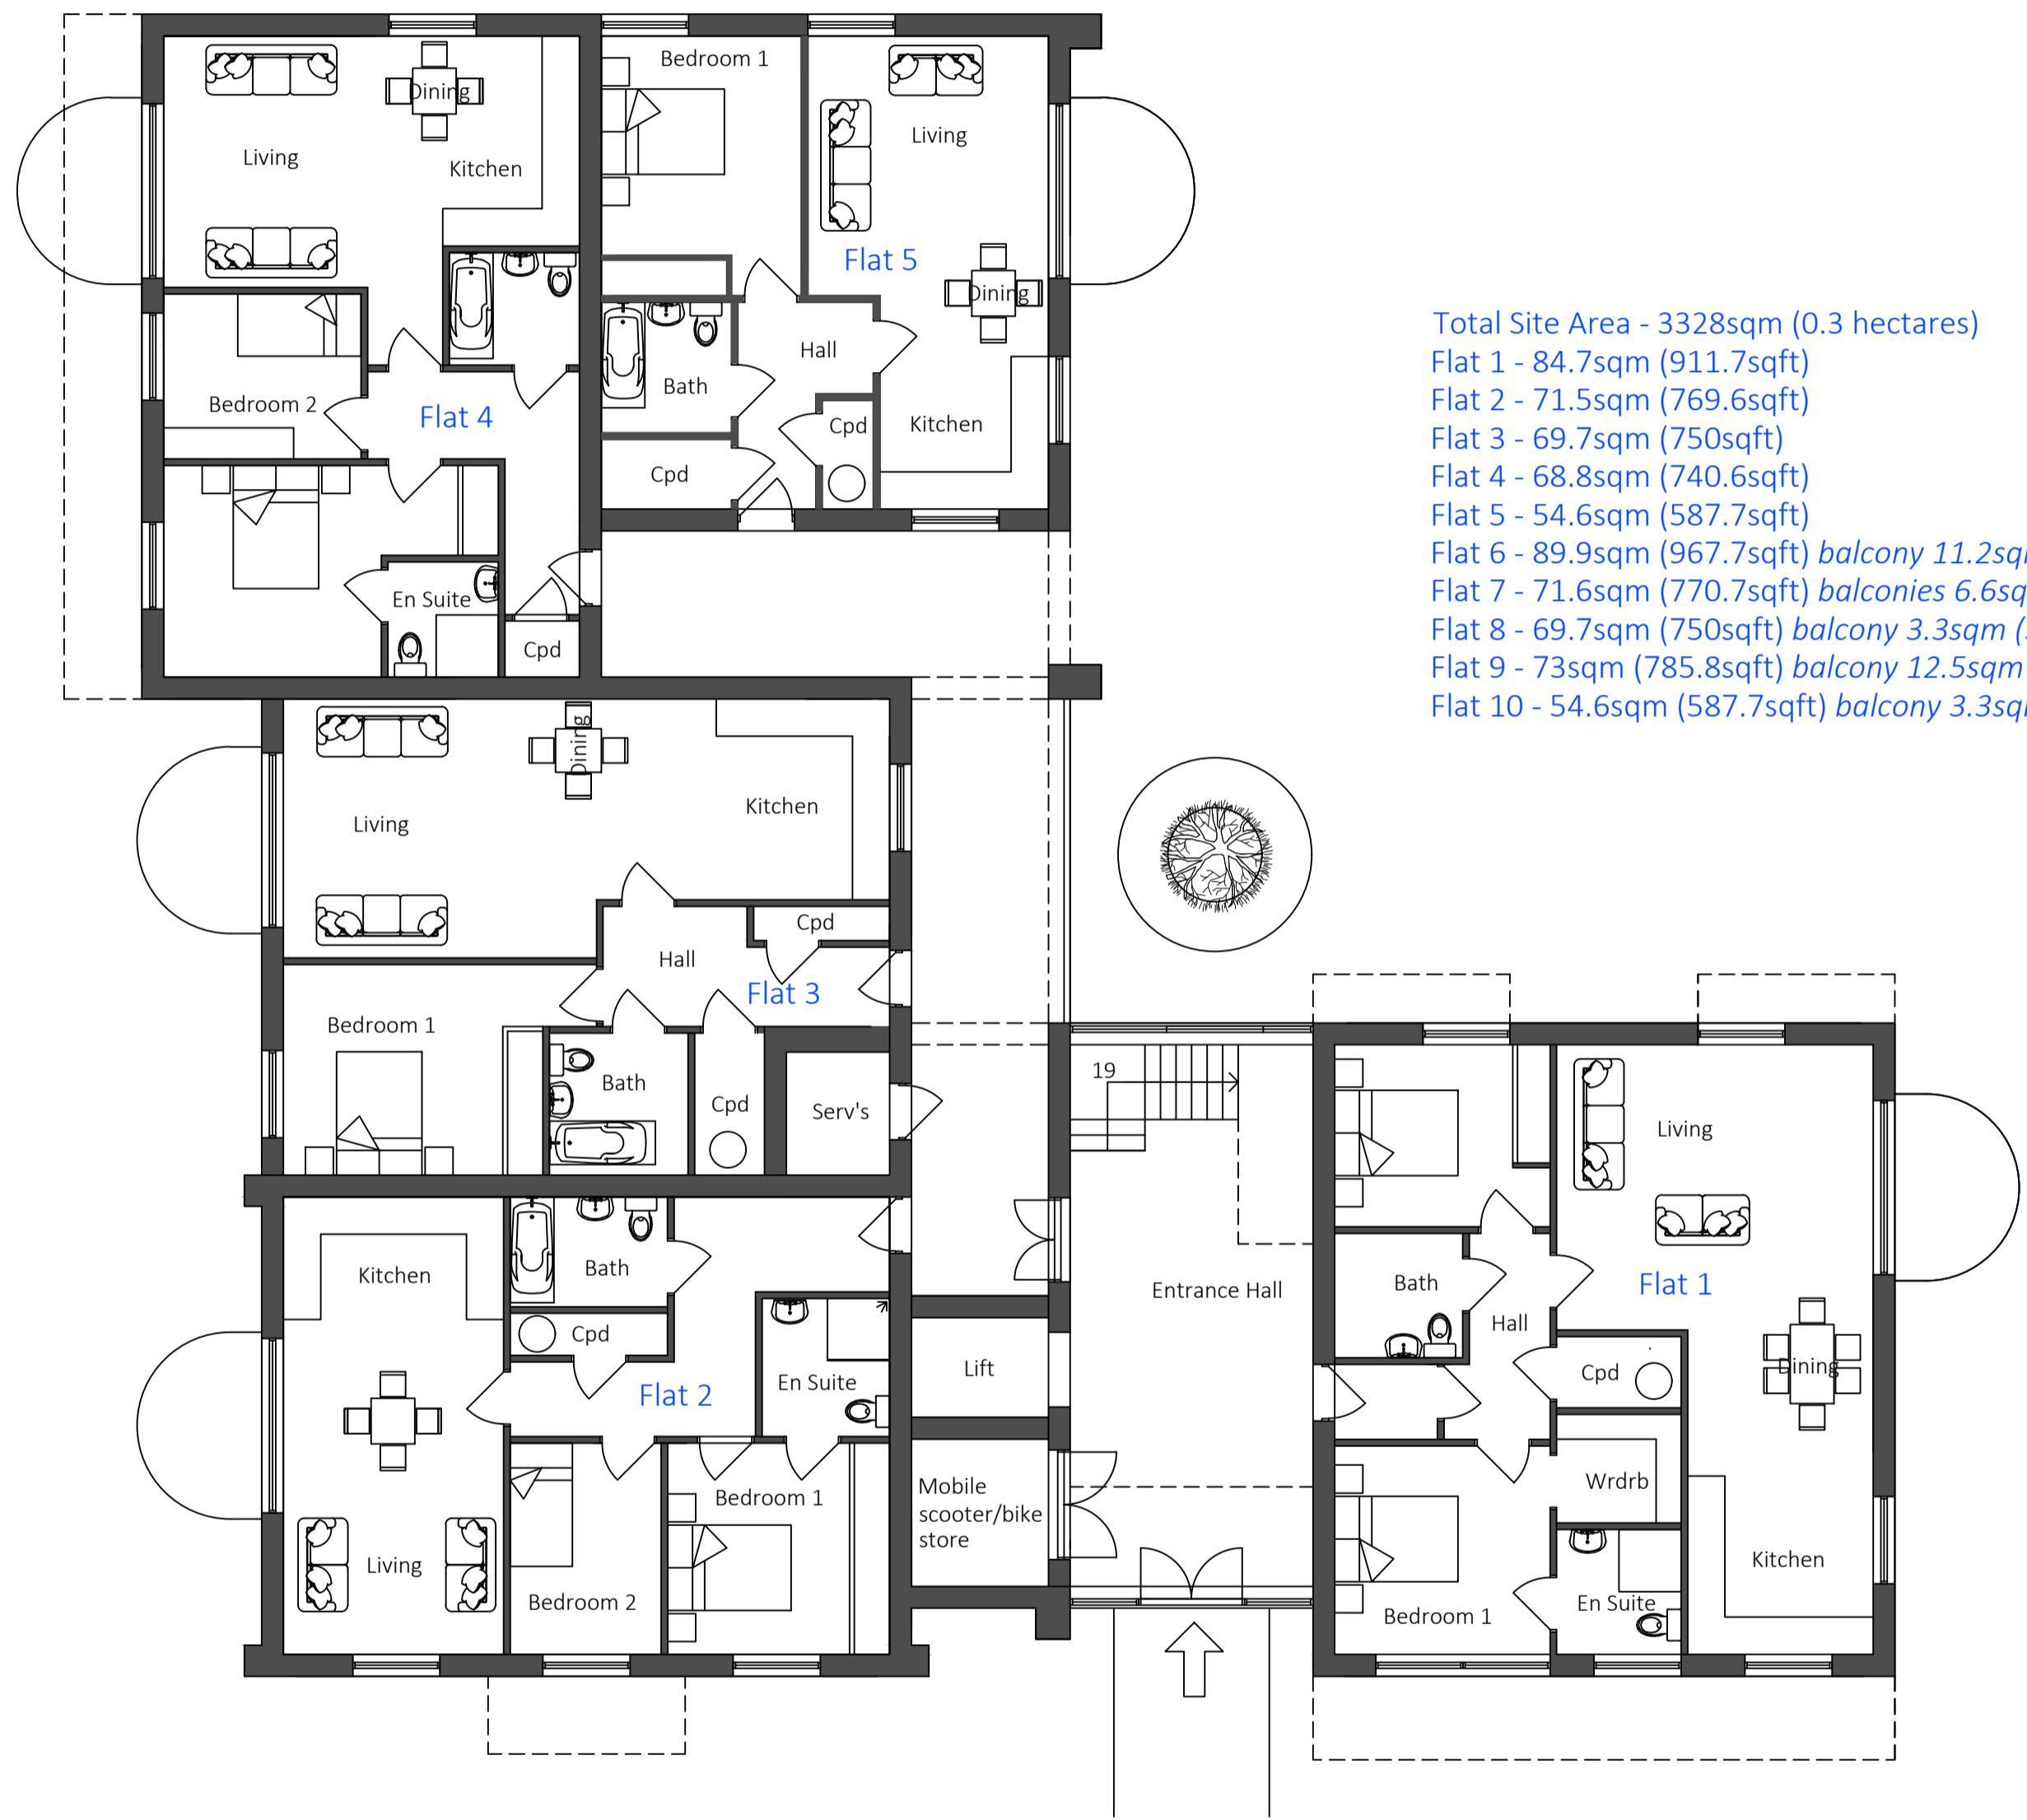 Bedroom 1
Dining
Living
Kitchen
Living
Flat 5
Dining
Hall
Bath
Bedroom 2
Flat 4
Cpd
Kitchen
Cpd
En Suite
Cpd
Total Site Area - 3328sqm (0.3 hectares)
Flat 1 - 84.7sqm (911.7sqft)
Flat 2 - 71.5sqm (769.6sqft)
Flat 3 - 69.7sqm (750sqft)
Flat 4 - 68.8sqm (740.6sqft)
Flat 5 - 54.6sqm (587.7sqft)
Flat 6 - 89.9sqm (967.7sqft) balcony 11.2sq
Flat 7 - 71.6sqm (770.7sqft) balconies 6.6sq
Flat 8 - 69.7sqm (750sqft) balcony 3.3sqm (
Flat 9 - 73sqm (785.8sqft) balcony 12.5sqm
Flat 10 - 54.6sqm (587.7sqft) balcony 3.3sq
Dining
Living
Kitchen
Cpd
Hall
Flat 3
Bedroom 1
Bath
Cpd
Serv's
19
Living
Kitchen
Bath
Cpd
Flat 2
En Suite
Bedroom 1
Living
Bedroom 2
Entrance Hall
Lift
Mobile
scooter/bike
store
Bath
Hall
Flat 1
Dining
Cpd
Wrdrb
Kitchen
En Suite
Bedroom 1